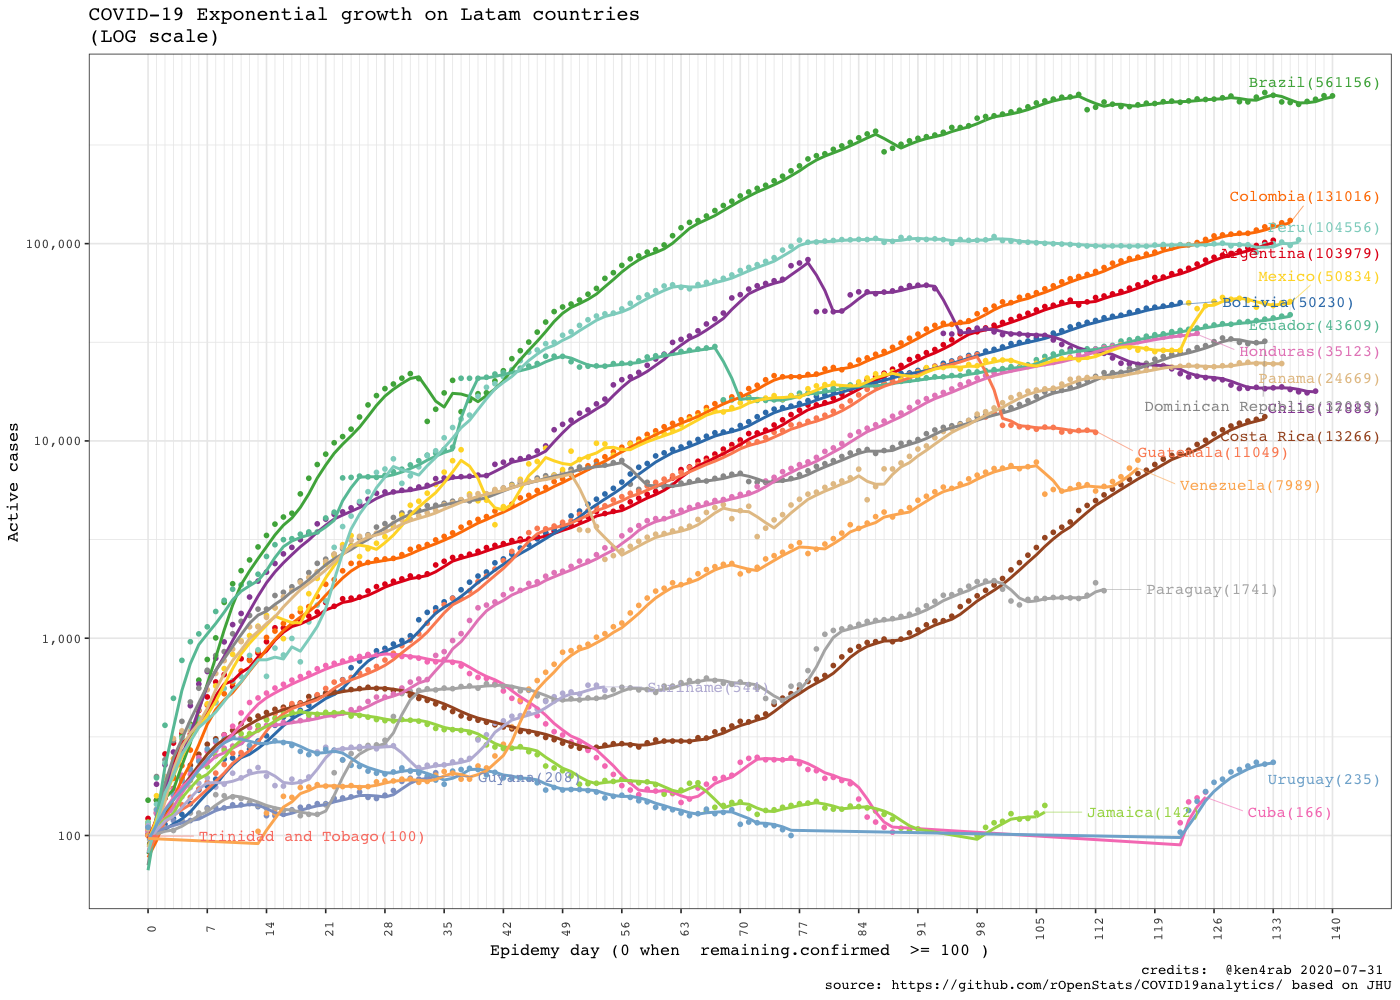 COVID-19 Exponential growth on Latam countries
(LOG scale)
Active cases
100,000
10,000
1,000
100
Brazil(561156)
Colombia(131016)
Peru(104556)
Argentina(103979)
Mexico(50834)
Bolivia(50230)
Ecuador(43609)
Honduras(35123)
Panama(24669)
Dominican
Chile(17883)
Costa Rica(13266)
Guatemala(11049)
Venezuela(7989)
Paraguay(1741)
Suriname(544)
Guyana(208)
Uruguay(235)
Cuba(166)
Jamaica(142)
Trinidad and Tobago(100)
0 7 14 21 28 35 42 49 56 63 70 77 84 91 98 105 112 119 126 133 140
Epidemy day (0 when  remaining.confirmed  >= 100 )
credits:  @ken4rab 2020-07-31
source: https://github.com/rOpenStats/COVID19analytics/ based on JHU